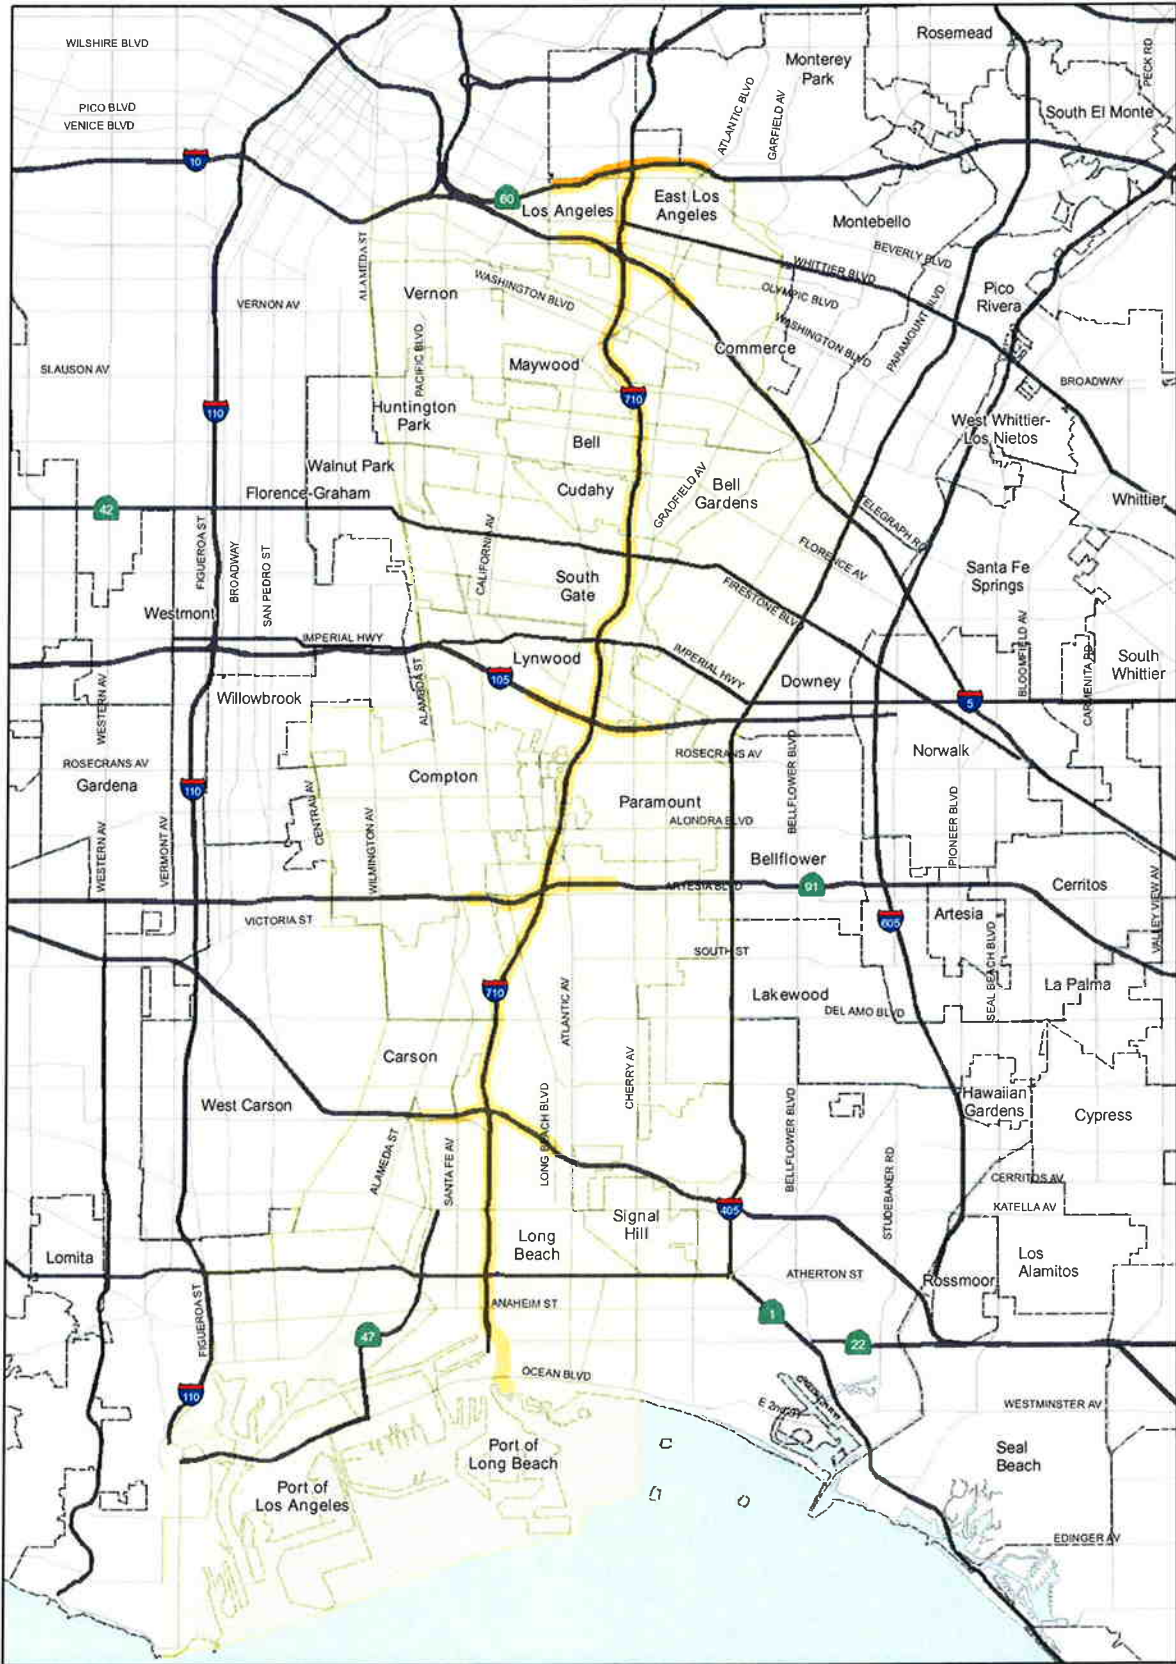 Rosemead
WILSHIRE BLVD
Monterey
Park
PECK RD
ATLANTIC BLVD
GARFIELD AV
PICO BLVD
South El Monte
VENICE BLVD
10
60
Los Angeles
East Los
Angeles
Montebello
ALAMEDA ST
BEVERLY BLVD
WHITTIER BLVD
WASHINGTON BLVD
Vernon
VERNON AV
OLYMPIC BLVD
Pico
Rivera
PARAMOUNT BLVD
WASHINGTON BLVD
Commerce
PACIFIC BLVD
Maywood
SLAUSON AV
BROADWAY
710
110
Huntington
Park
West Whittier-
Los Nietos
Bell
Walnut Park
Florence-Graham
Cudahy
GRADFIELD AV
Bell
Gardens
Whittier
42
TELEGRAPH RD
FIGUEROA ST
BROADWAY
SAN PEDRO ST
CALIFORNIA AV
FLORENCE AV
South
Gate
FIRESTONE BLVD
Santa Fe
Springs
Westmont
IMPERIAL HWY
Lynwood
IMPERIAL HWY
BLOOMFIELD AV
CARMENITA RD
South
Whittier
105
Downey
WESTERN AV
Willowbrook
ALAMEDA ST
5
ROSECRANS AV
BELLFLOWER BLVD
Norwalk
ROSECRANS AV
Gardena
110
Compton
CENTRAL AV
Paramount
ALONDRA BLVD
PIONEER BLVD
WESTERN AV
VERMONT AV
WILMINGTON AV
Bellflower
ARTESIA BLVD
91
Cerritos
VICTORIA ST
605
Artesia
VALLEY VIEW AV
SOUTH ST
SEAL BEACH BLVD
710
Lakewood
La Palma
ATLANTIC AV
DEL AMO BLVD
Carson
CHERRY AV
West Carson
Hawaiian
Gardens
Cypress
LONG BEACH BLVD
BELLFLOWER BLVD
ALAMEDA ST
SANTA FE AV
STUDEBAKER RD
CERRITOS AV
KATELLA AV
405
Signal
Hill
Long
Beach
Lomita
Los
Alamitos
ATHERTON ST
Rossmoor
ANAHEIM ST
FIGUEROA ST
1
47
22
OCEAN BLVD
110
WESTMINSTER AV
Port of
Long Beach
Seal
Beach
Port of
Los Angeles
EDINGER AV